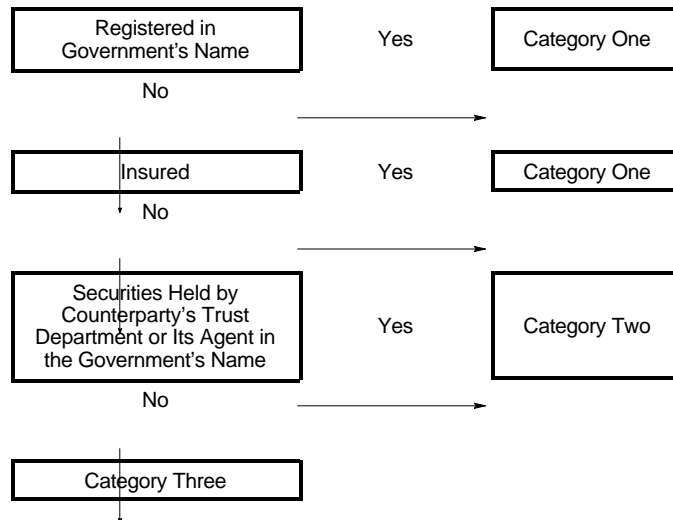 Registered in
Government’s Name
Yes
Category One
No
Insured
Yes
Category One
No
Securities Held by
Counterparty’s Trust
Department or Its Agent in
the Government’s Name
Yes
Category Two
No
Category Three